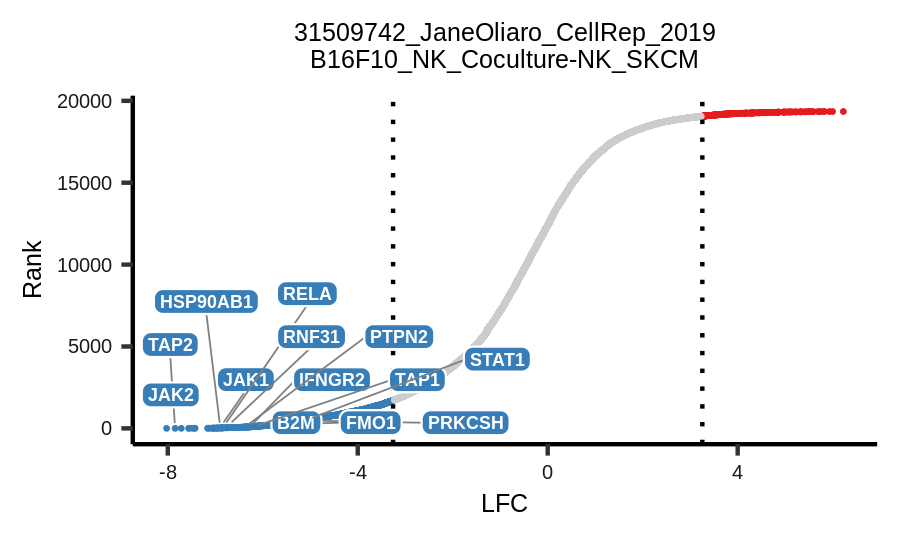 31509742_JaneOliaro_CellRep_2019
B16F10_NK_Coculture-NK_SKCM
Rank
20000
15000
10000
5000
0
RELA
HSP90AB1
RNF31
PTPN2
TAP2
STAT1
JAK1
IFNGR2
TAP1
JAK2
B2M
FMO1
PRKCSH
-8
-4
0
4
LFC